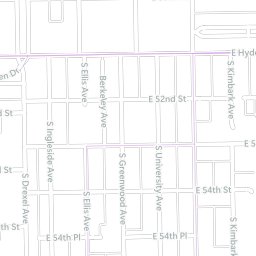 E Hyde
en Dr
S Ellis Ave
Berkeley Ave
S Kimbark Ave
E 52nd St
d St
S Ingleside Ave
S Greenwood Ave
S University Ave
E 5
d St
S Drexel Ave
S Ellis Ave
E 54th St
S Kimbark
th St
E 54th Pl
E 54th Pl